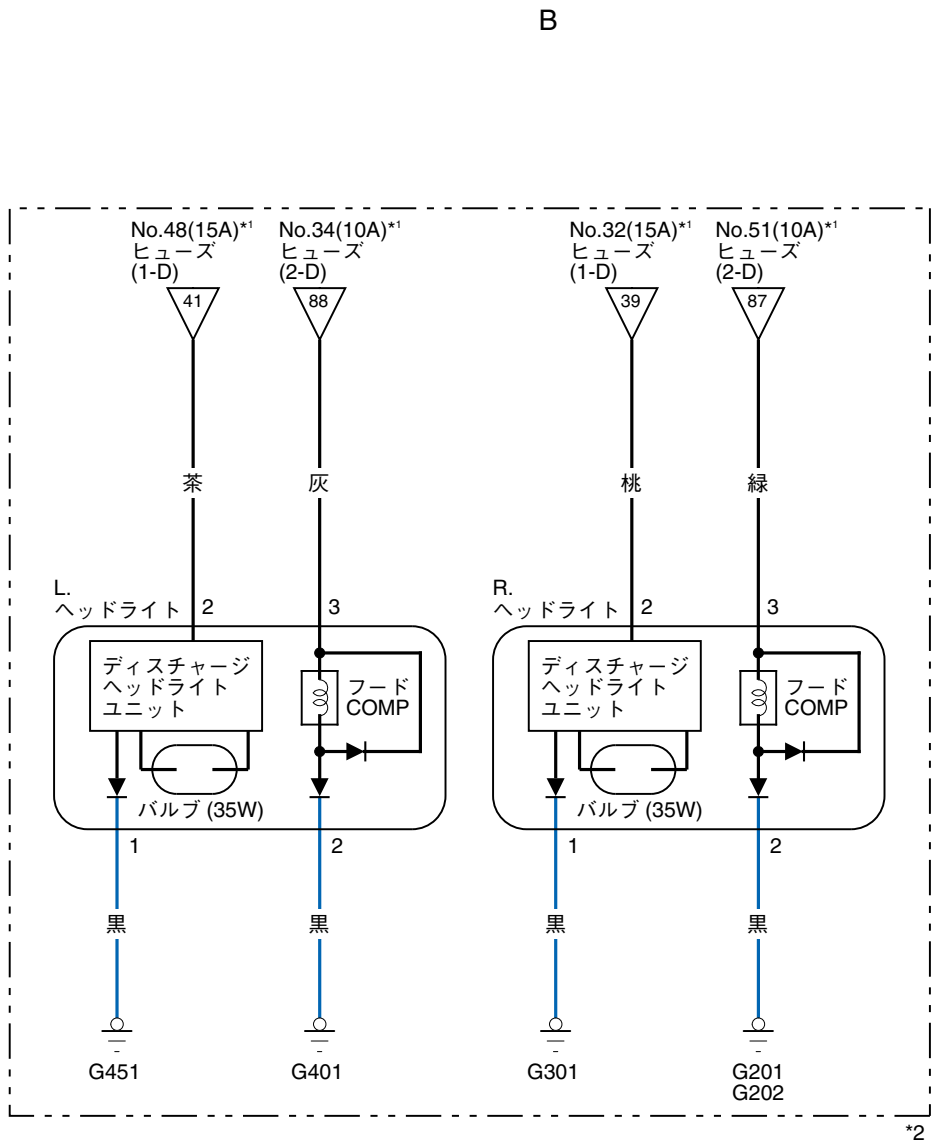 B
No.48(15A)*1
ヒューズ
(1-D)
41
No.34(10A)*1
ヒューズ
(2-D)
88
No.32(15A)*1
ヒューズ
(1-D)
39
No.51(10A)*1
ヒューズ
(2-D)
87
茶
灰
桃
緑
L.
ヘッドライト
2
3
R.
ヘッドライト
2
3
ディスチャージ
ヘッドライト
ユニット
フード
COMP
バルブ (35W)
ディスチャージ
ヘッドライト
ユニット
フード
COMP
バルブ (35W)
1
2
1
2
黒
黒
黒
黒
G451
G401
G301
G201
G202
*2